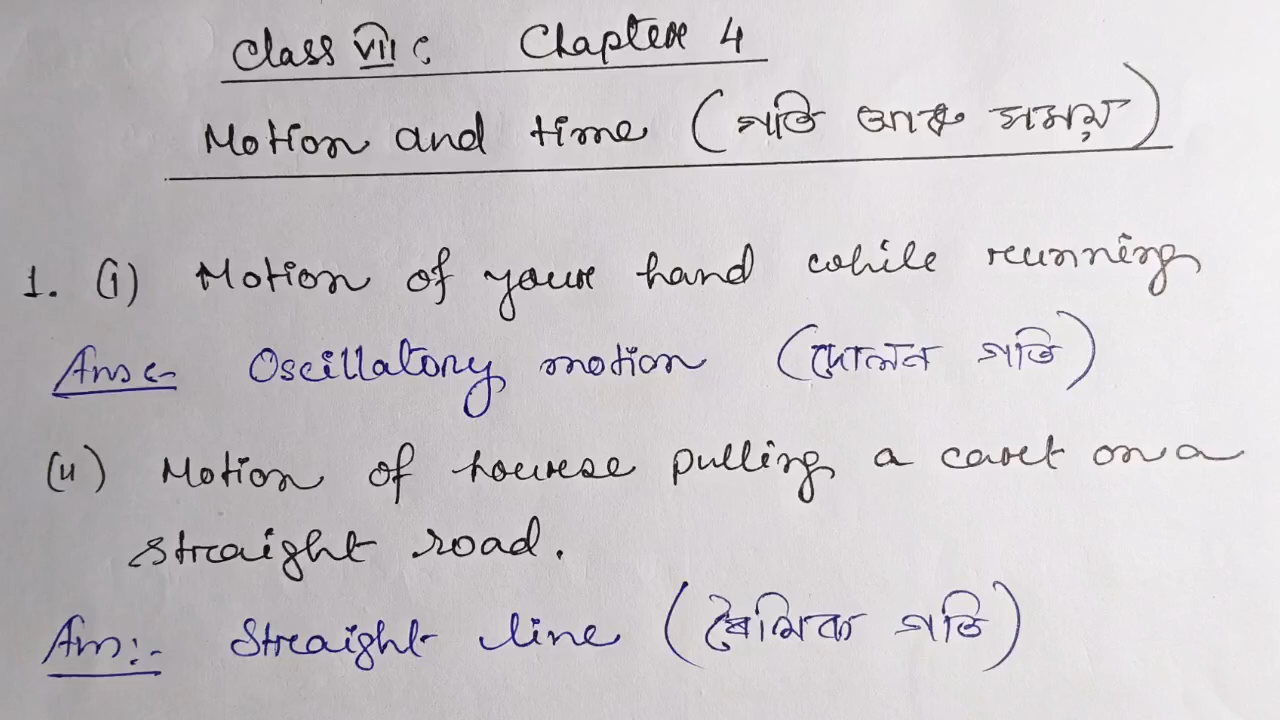 Class VII : Chapter 4
Motion and time (গতি আৰু সময়)
1. (i) Motion of your hand while running
Ans:- Oscillatory motion (দোলন গতি)
(ii) Motion of hourse pulling a cart on a
straight road.
Ans:- Straight line (ৰৈখিক গতি)